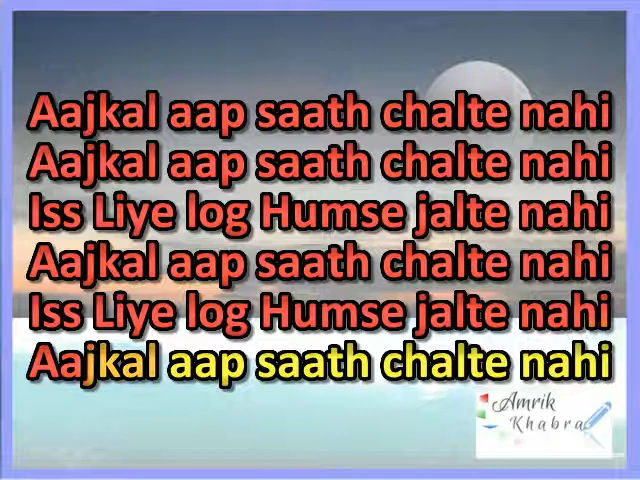 Aajkal aap saath chalte nahi
Aajkal aap saath chalte nahi
Iss Liye log Humse jalte nahi
Aajkal aap saath chalte nahi
Iss Liye log Humse jalte nahi
Aajkal aap saath chalte nahi
Amrik
Khabra